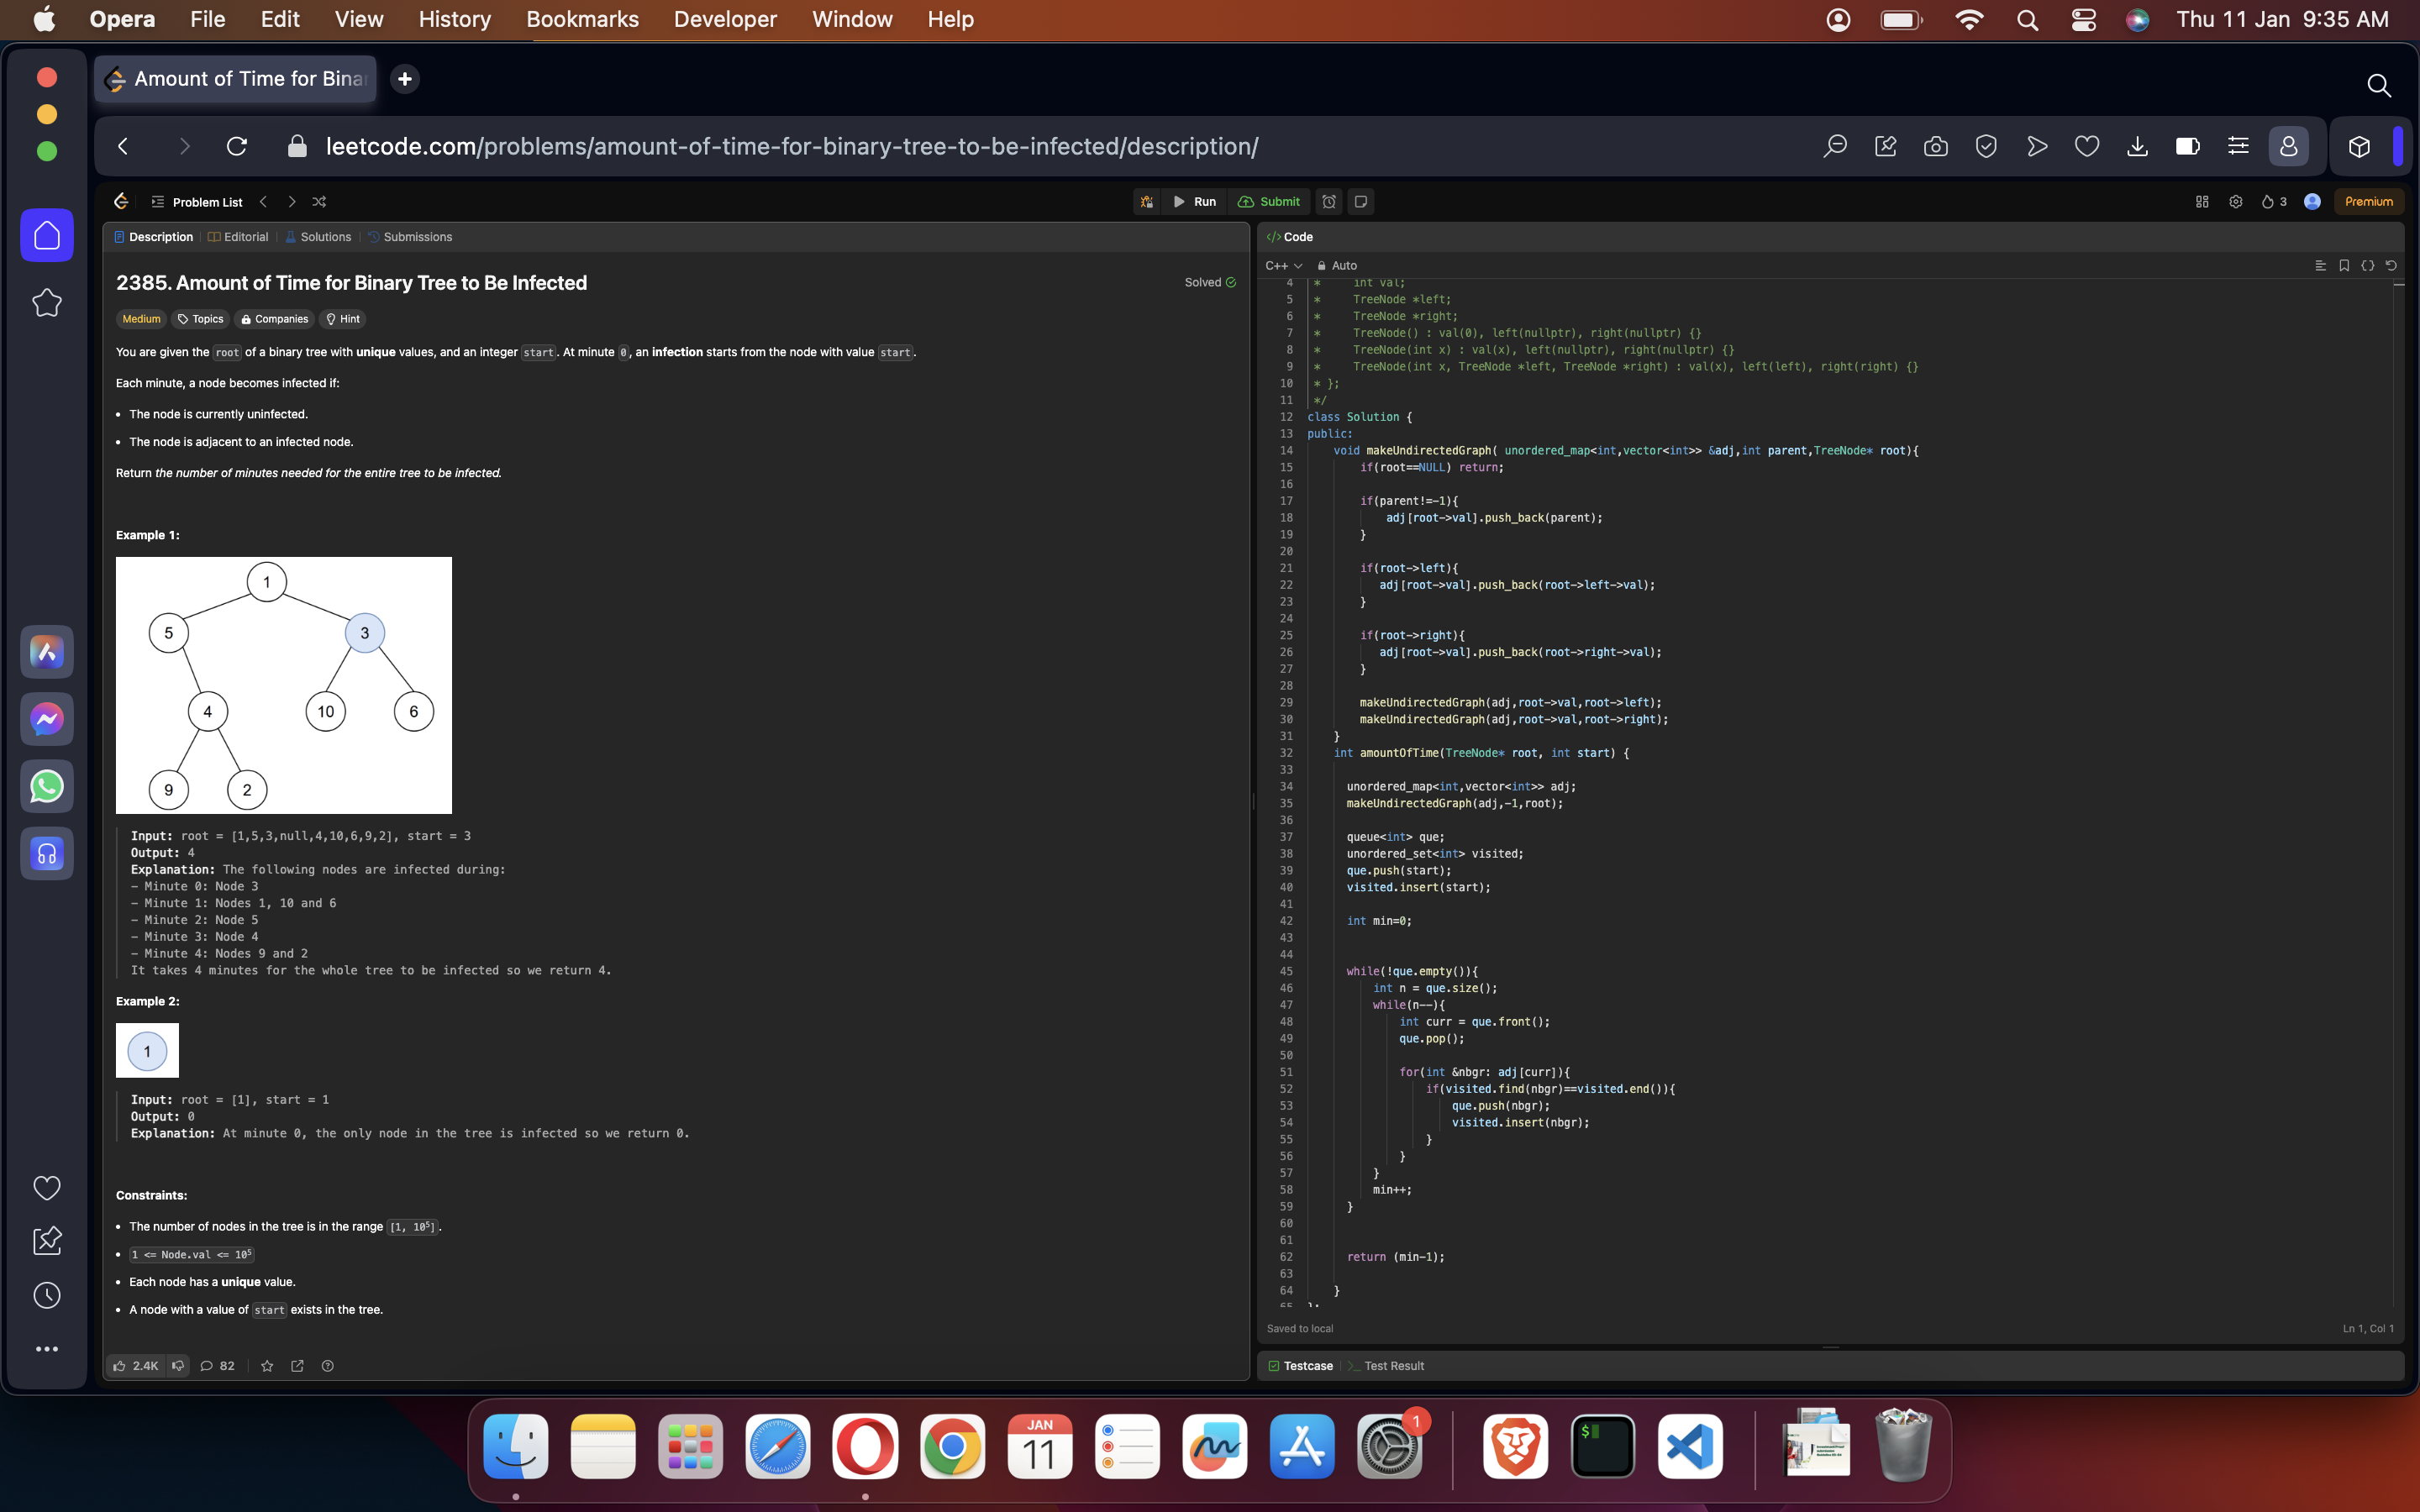 Opera File Edit View History Bookmarks Developer Window Help Thu 11 Jan 9:35 AM
Amount of Time for Bina
leetcode.com/problems/amount-of-time-for-binary-tree-to-be-infected/description/
Problem List Run Submit 3 Premium
Description Editorial Solutions Submissions
2385. Amount of Time for Binary Tree to Be Infected
Solved
Medium Topics Companies Hint
You are given the root of a binary tree with unique values, and an integer start. At minute 0, an infection starts from the node with value start.
Each minute, a node becomes infected if:
• The node is currently uninfected.
• The node is adjacent to an infected node.
Return the number of minutes needed for the entire tree to be infected.
Example 1:
1
5 3
4 10 6
9 2
Input: root = [1,5,3,null,4,10,6,9,2], start = 3
Output: 4
Explanation: The following nodes are infected during:
- Minute 0: Node 3
- Minute 1: Nodes 1, 10 and 6
- Minute 2: Node 5
- Minute 3: Node 4
- Minute 4: Nodes 9 and 2
It takes 4 minutes for the whole tree to be infected so we return 4.
Example 2:
1
Input: root = [1], start = 1
Output: 0
Explanation: At minute 0, the only node in the tree is infected so we return 0.
Constraints:
• The number of nodes in the tree is in the range [1, 10⁵].
• 1 <= Node.val <= 10⁵
• Each node has a unique value.
• A node with a value of start exists in the tree.
2.4K 82
</> Code
C++ Auto
4 * int val;
5 * TreeNode *left;
6 * TreeNode *right;
7 * TreeNode() : val(0), left(nullptr), right(nullptr) {}
8 * TreeNode(int x) : val(x), left(nullptr), right(nullptr) {}
9 * TreeNode(int x, TreeNode *left, TreeNode *right) : val(x), left(left), right(right) {}
10 * };
11 */
12 class Solution {
13 public:
14 void makeUndirectedGraph( unordered_map<int,vector<int>> &adj,int parent,TreeNode* root){
15 if(root==NULL) return;
16
17 if(parent!=-1){
18 adj[root->val].push_back(parent);
19 }
20
21 if(root->left){
22 adj[root->val].push_back(root->left->val);
23 }
24
25 if(root->right){
26 adj[root->val].push_back(root->right->val);
27 }
28
29 makeUndirectedGraph(adj,root->val,root->left);
30 makeUndirectedGraph(adj,root->val,root->right);
31 }
32 int amountOfTime(TreeNode* root, int start) {
33
34 unordered_map<int,vector<int>> adj;
35 makeUndirectedGraph(adj,-1,root);
36
37 queue<int> que;
38 unordered_set<int> visited;
39 que.push(start);
40 visited.insert(start);
41
42 int min=0;
43
44
45 while(!que.empty()){
46 int n = que.size();
47 while(n--){
48 int curr = que.front();
49 que.pop();
50
51 for(int &nbgr: adj[curr]){
52 if(visited.find(nbgr)==visited.end()){
53 que.push(nbgr);
54 visited.insert(nbgr);
55 }
56 }
57 }
58 min++;
59 }
60
61
62 return (min-1);
63
64 }
65 };
Saved to local
Ln 1, Col 1
Testcase Test Result
JAN
11
1
$